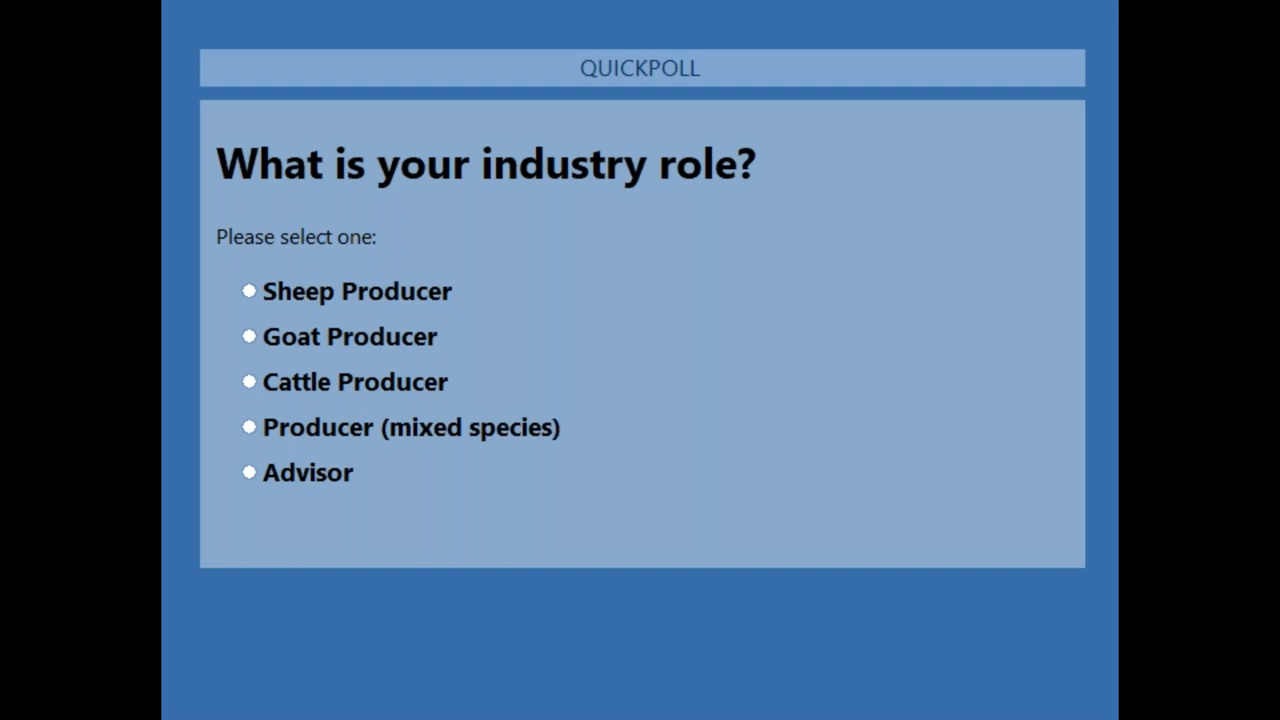 QUICKPOLL
What is your industry role?
Please select one:
Sheep Producer
Goat Producer
Cattle Producer
Producer (mixed species)
Advisor